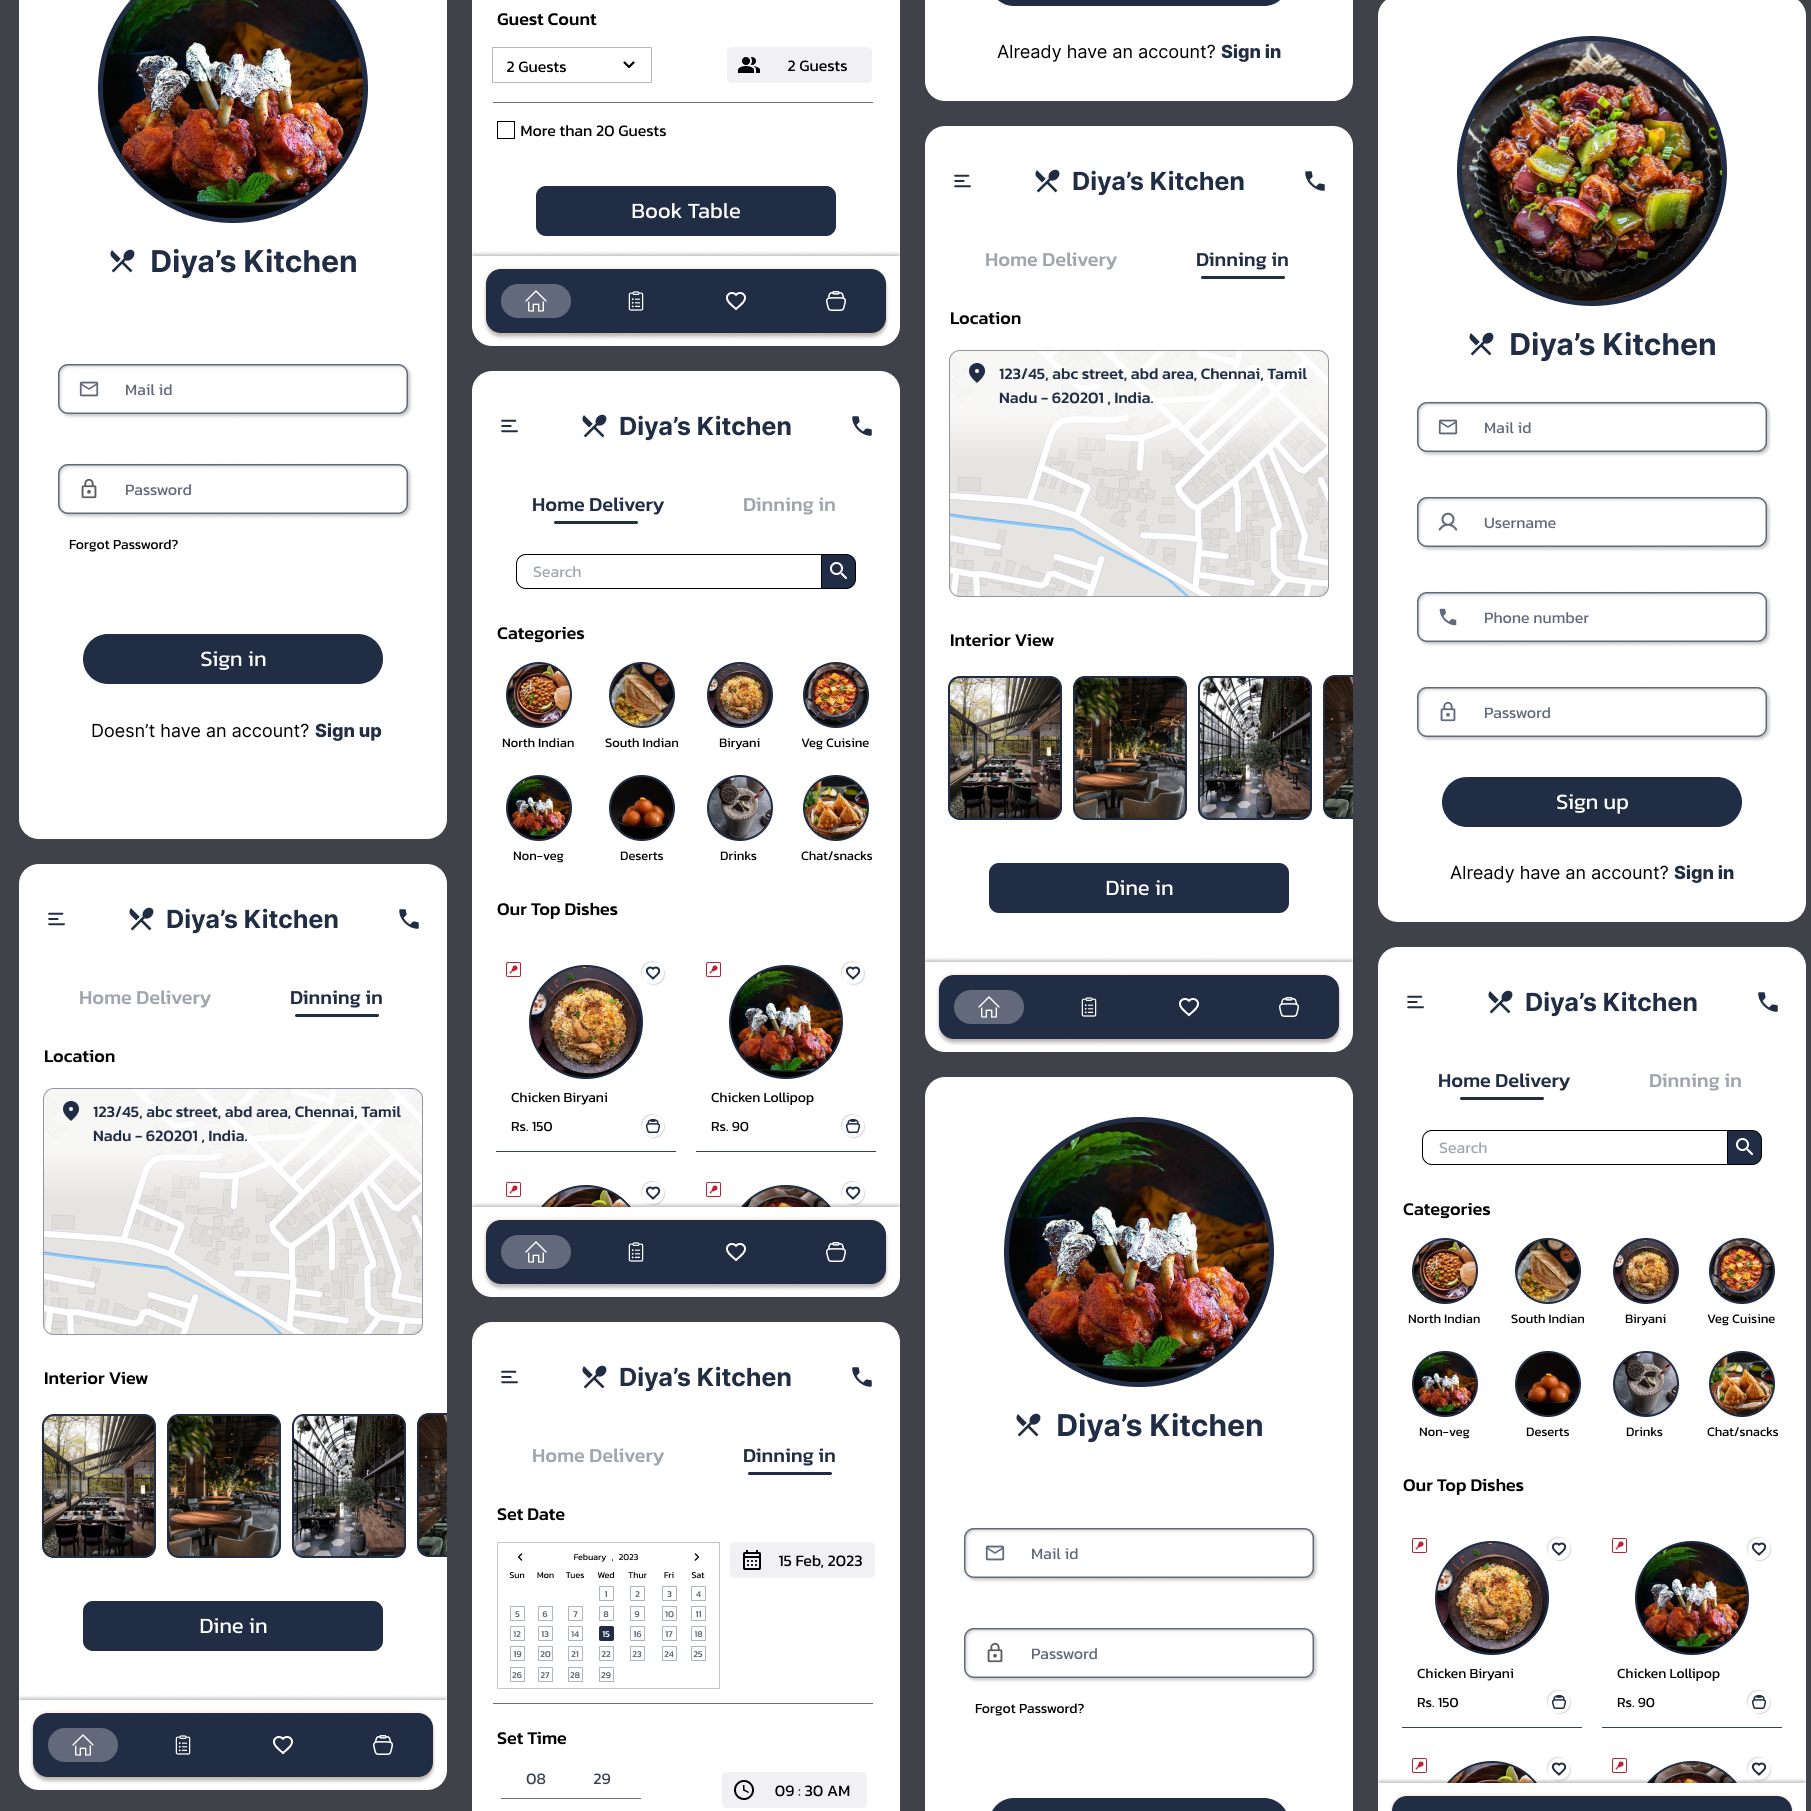 Diya's Kitchen
Mail id
Password
Forgot Password?
Sign in
Doesn't have an account? Sign up
Diya's Kitchen
Home Delivery
Dinning in
Location
123/45, abc street, abd area, Chennai, Tamil
Nadu - 620201 , India.
Interior View
Dine in
Guest Count
2 Guests
2 Guests
More than 20 Guests
Book Table
Diya's Kitchen
Home Delivery
Dinning in
Search
Categories
North Indian
South Indian
Biryani
Veg Cuisine
Non-veg
Deserts
Drinks
Chat/snacks
Our Top Dishes
Chicken Biryani
Chicken Lollipop
Rs. 150
Rs. 90
Diya's Kitchen
Home Delivery
Dinning in
Set Date
Febuary , 2023
15 Feb, 2023
Sun Mon Tues Wed Thur Fri Sat
1 2 3 4
5 6 7 8 9 10 11
12 13 14 15 16 17 18
19 20 21 22 23 24 25
26 27 28 29
Set Time
08
29
09 : 30 AM
Already have an account? Sign in
Diya's Kitchen
Home Delivery
Dinning in
Location
123/45, abc street, abd area, Chennai, Tamil
Nadu - 620201 , India.
Interior View
Dine in
Diya's Kitchen
Mail id
Password
Forgot Password?
Diya's Kitchen
Mail id
Username
Phone number
Password
Sign up
Already have an account? Sign in
Diya's Kitchen
Home Delivery
Dinning in
Search
Categories
North Indian
South Indian
Biryani
Veg Cuisine
Non-veg
Deserts
Drinks
Chat/snacks
Our Top Dishes
Chicken Biryani
Chicken Lollipop
Rs. 150
Rs. 90